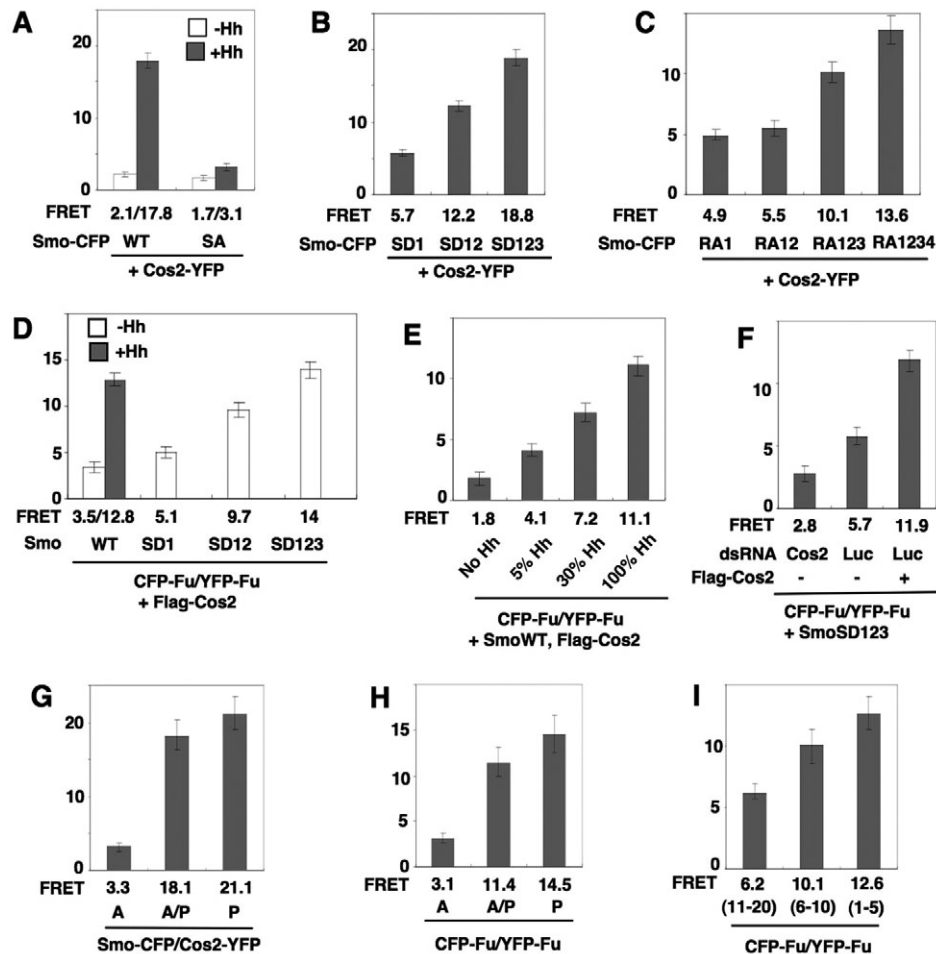 A
-Hh
+Hh
20
10
0
FRET 2.1/17.8 1.7/3.1
Smo-CFP WT SA
+ Cos2-YFP
B
20
10
0
FRET 5.7 12.2 18.8
Smo-CFP SD1 SD12 SD123
+ Cos2-YFP
C
10
5
0
FRET 4.9 5.5 10.1 13.6
Smo-CFP RA1 RA12 RA123 RA1234
+ Cos2-YFP
D
-Hh
+Hh
15
10
5
0
FRET 3.5/12.8 5.1 9.7 14
Smo WT SD1 SD12 SD123
CFP-Fu/YFP-Fu
+ Flag-Cos2
E
10
5
0
FRET 1.8 4.1 7.2 11.1
No Hh 5% Hh 30% Hh 100% Hh
CFP-Fu/YFP-Fu
+ SmoWT, Flag-Cos2
F
10
5
0
FRET 2.8 5.7 11.9
dsRNA Cos2 Luc Luc
Flag-Cos2 - - +
CFP-Fu/YFP-Fu
+ SmoSD123
G
20
10
0
FRET 3.3 18.1 21.1
A A/P P
Smo-CFP/Cos2-YFP
H
15
10
5
0
FRET 3.1 11.4 14.5
A A/P P
CFP-Fu/YFP-Fu
I
10
5
0
FRET 6.2 10.1 12.6
(11-20) (6-10) (1-5)
CFP-Fu/YFP-Fu